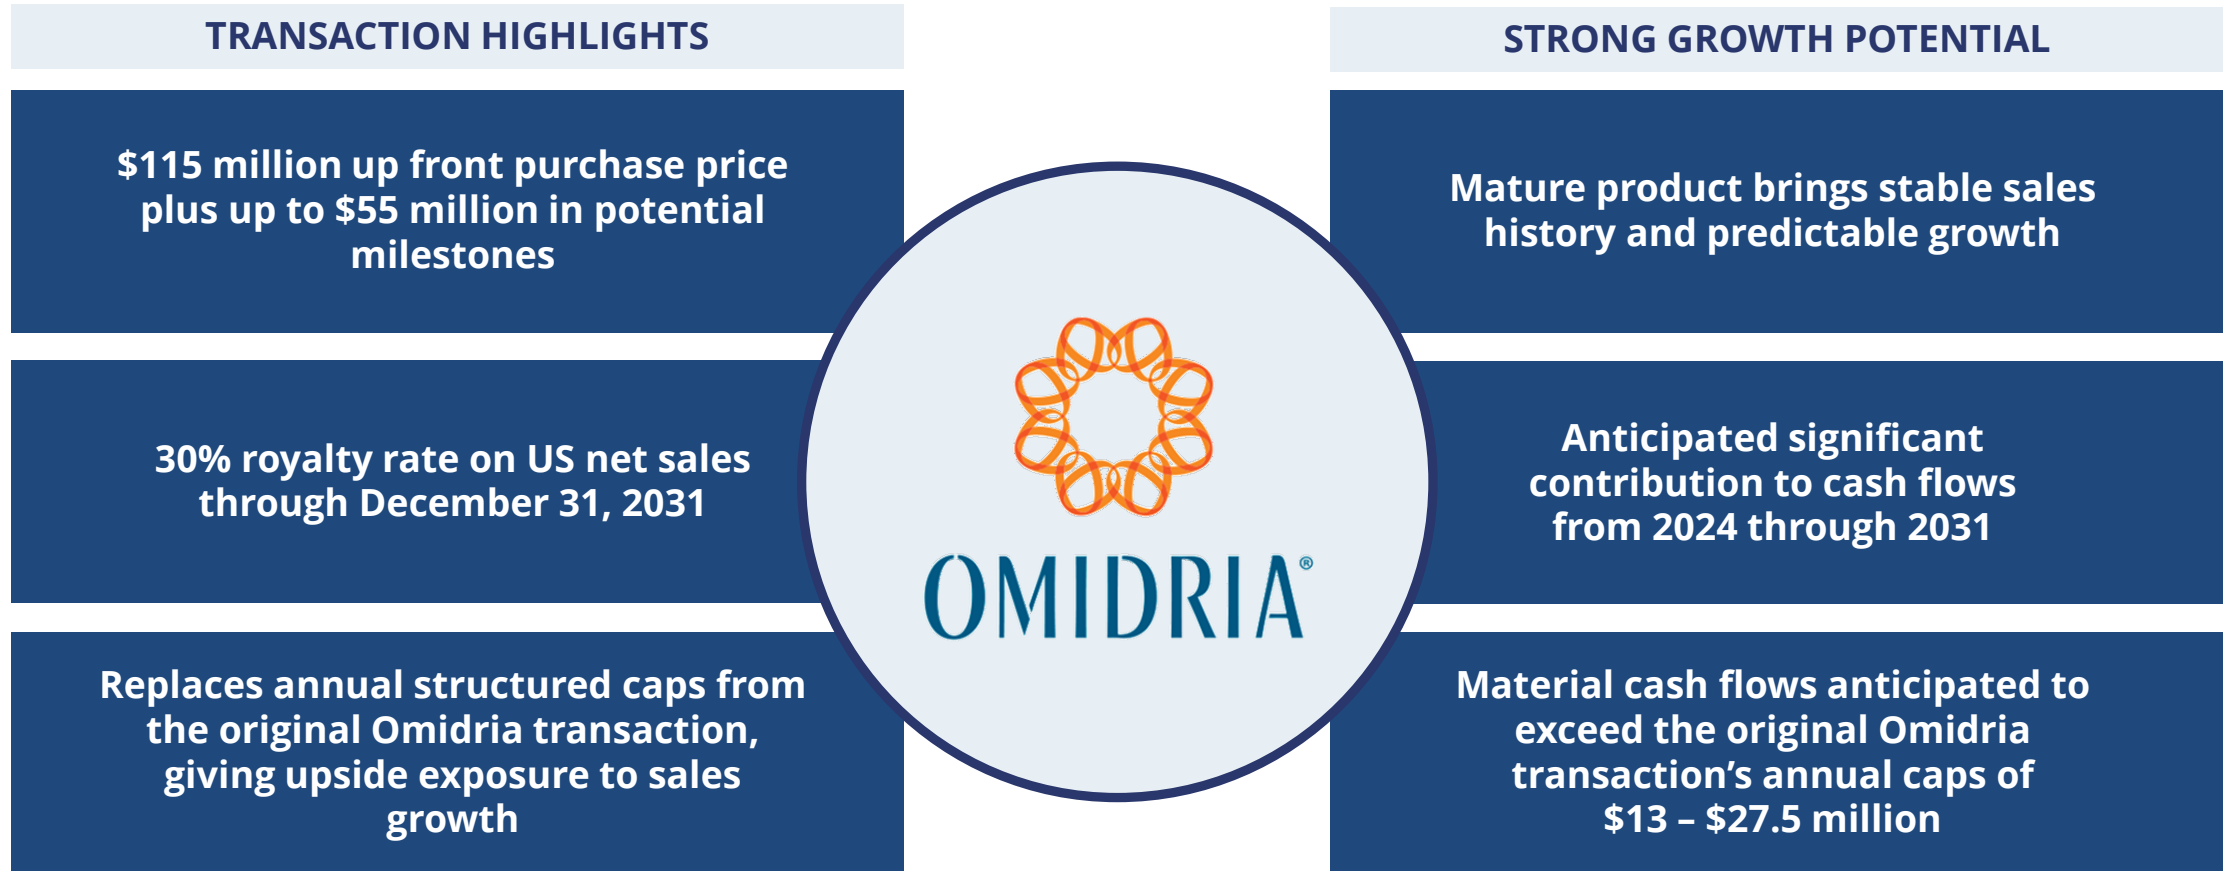 TRANSACTION HIGHLIGHTS
$115 million up front purchase price
plus up to $55 million in potential
milestones
30% royalty rate on US net sales
through December 31, 2031
Replaces annual structured caps from
the original Omidria transaction,
giving upside exposure to sales
growth
OMIDRIA®
STRONG GROWTH POTENTIAL
Mature product brings stable sales
history and predictable growth
Anticipated significant
contribution to cash flows
from 2024 through 2031
Material cash flows anticipated to
exceed the original Omidria
transaction’s annual caps of
$13 – $27.5 million